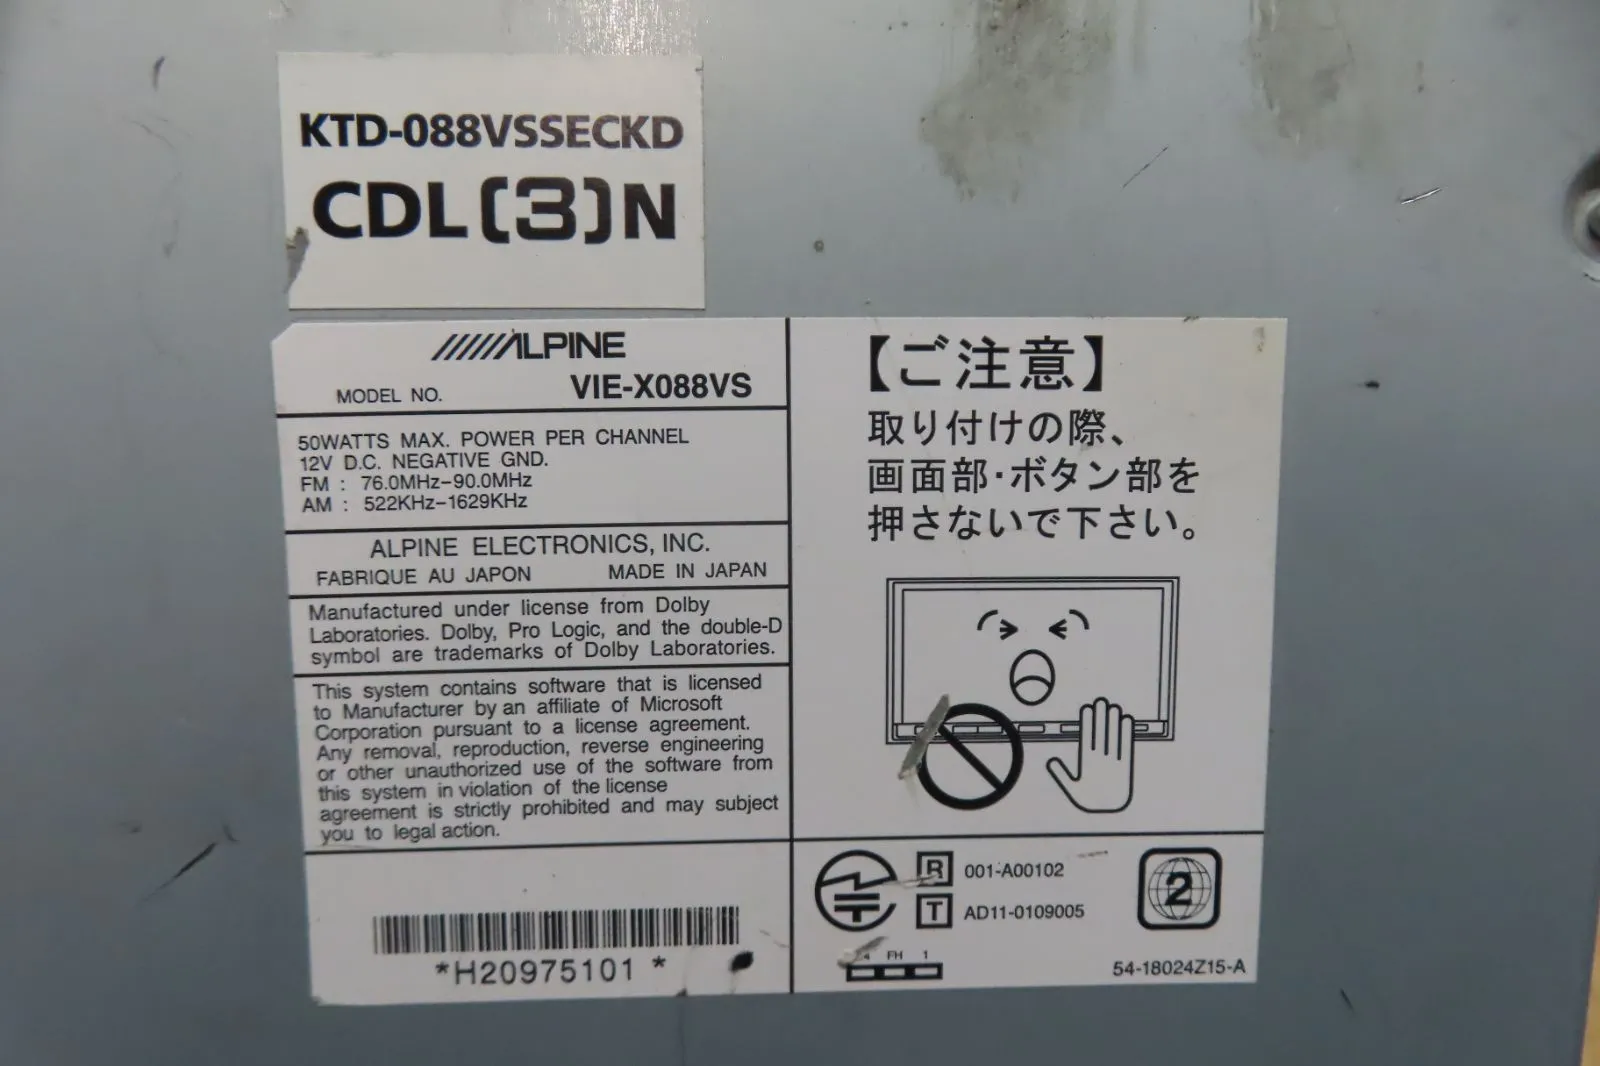 KTD-088VSSECKD
CDL[3]N
ALPINE
MODEL NO. VIE-X088VS
50WATTS MAX. POWER PER CHANNEL
12V D.C. NEGATIVE GND.
FM : 76.0MHz-90.0MHz
AM : 522KHz-1629KHz
ALPINE ELECTRONICS, INC.
FABRIQUE AU JAPON MADE IN JAPAN
Manufactured under license from Dolby
Laboratories. Dolby, Pro Logic, and the double-D
symbol are trademarks of Dolby Laboratories.
This system contains software that is licensed
to Manufacturer by an affiliate of Microsoft
Corporation pursuant to a license agreement.
Any removal, reproduction, reverse engineering
or other unauthorized use of the software from
this system in violation of the license
agreement is strictly prohibited and may subject
you to legal action.
*H20975101 *
【ご注意】
取り付けの際、
画面部・ボタン部を
押さないで下さい。
R 001-A00102
T AD11-0109005
2
4 FH 1
54-18024Z15-A